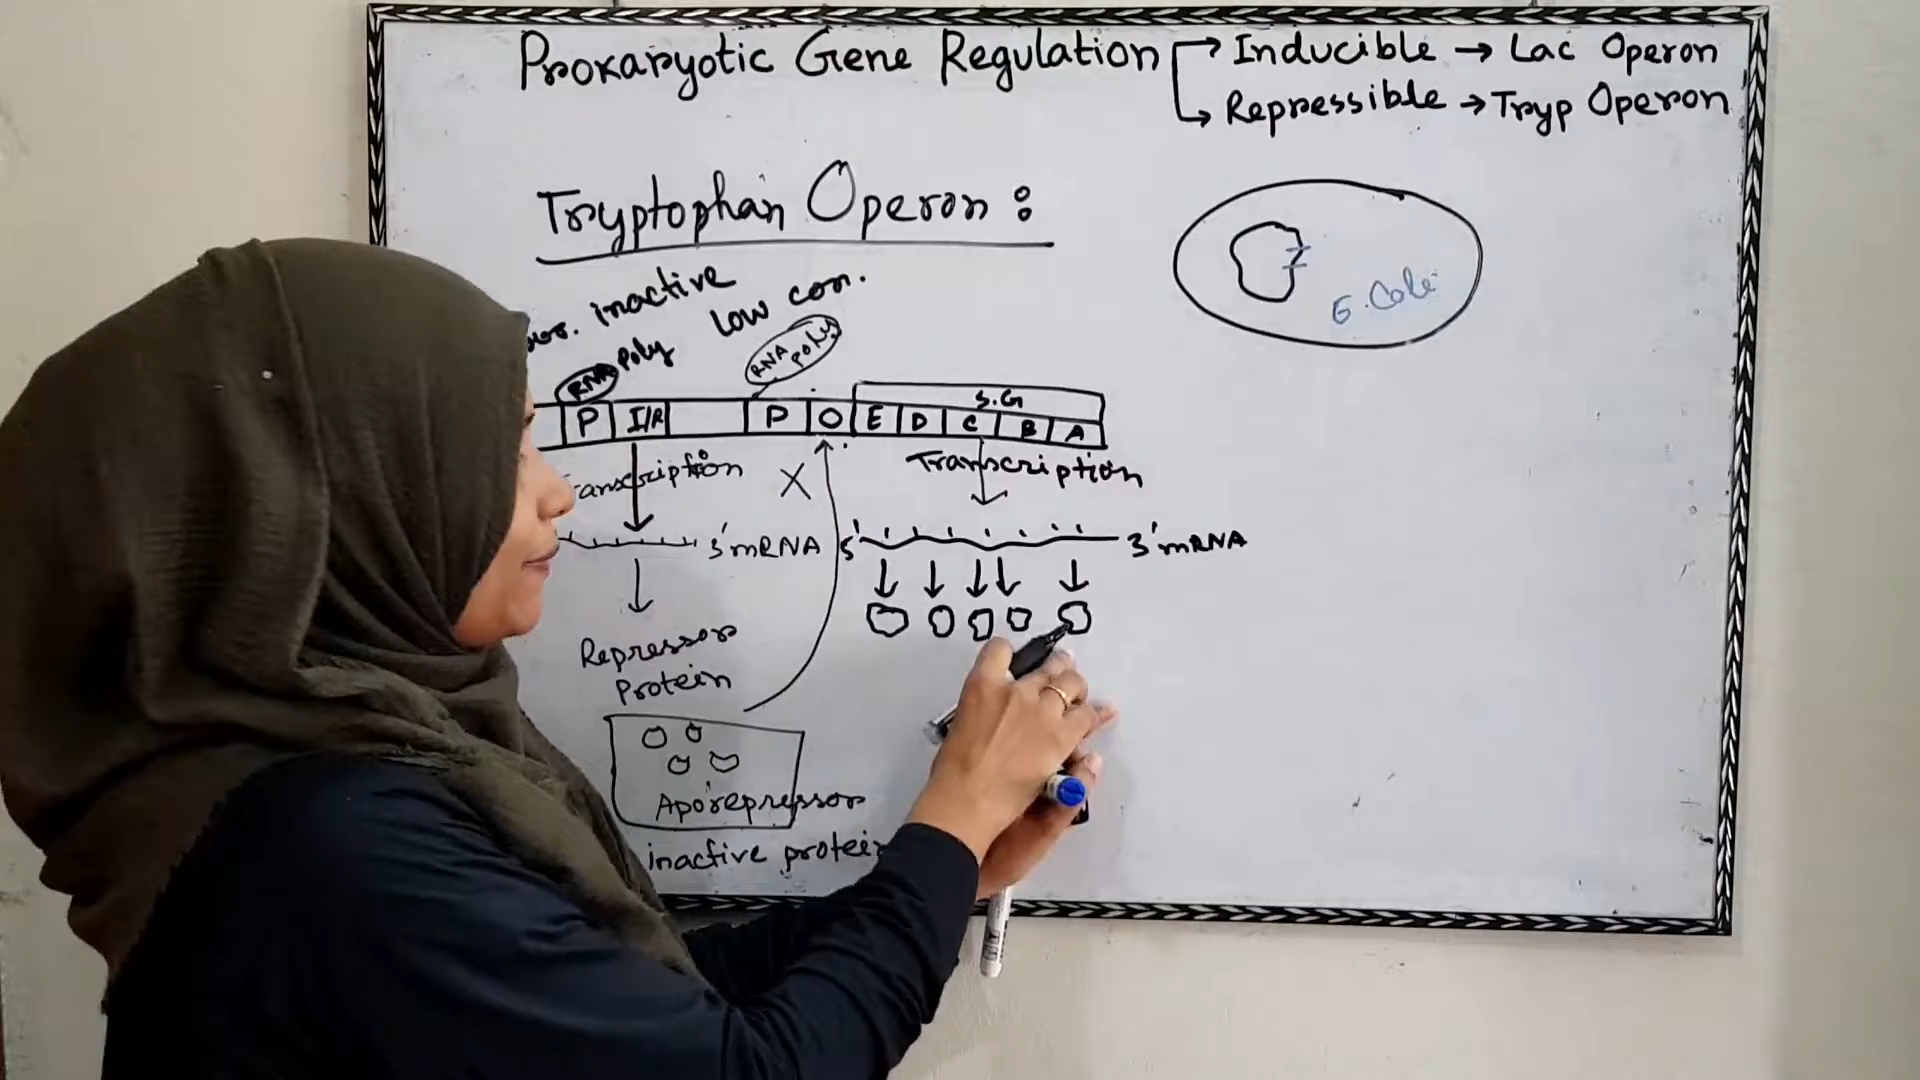 Prokaryotic Gene Regulation → Inducible → Lac Operon
→ Repressible → Tryp Operon
Tryptophan Operon :
inactive
low con.
RNA poly
RNA poly
P I/R P O E D C B A
S.G
Transcription X Transcription
3' mRNA 5' 3' mRNA
Repressor
Protein
Aporepressor
inactive protein
E. Coli